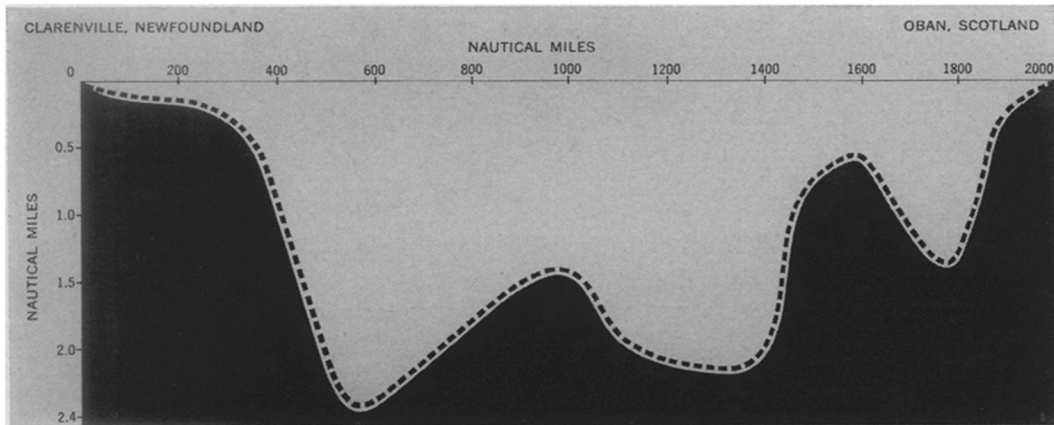 CLARENVILLE, NEWFOUNDLAND OBAN, SCOTLAND
NAUTICAL MILES
0 200 400 600 800 1000 1200 1400 1600 1800 2000
0.5
1.0
NAUTICAL MILES
1.5
2.0
2.4